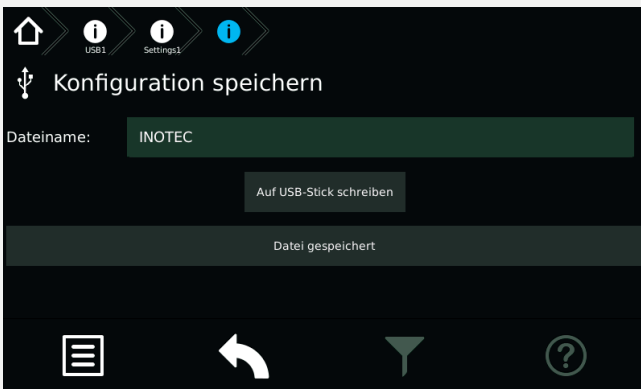 USB1
Settings1
Konfiguration speichern
Dateiname:
INOTEC
Auf USB-Stick schreiben
Datei gespeichert